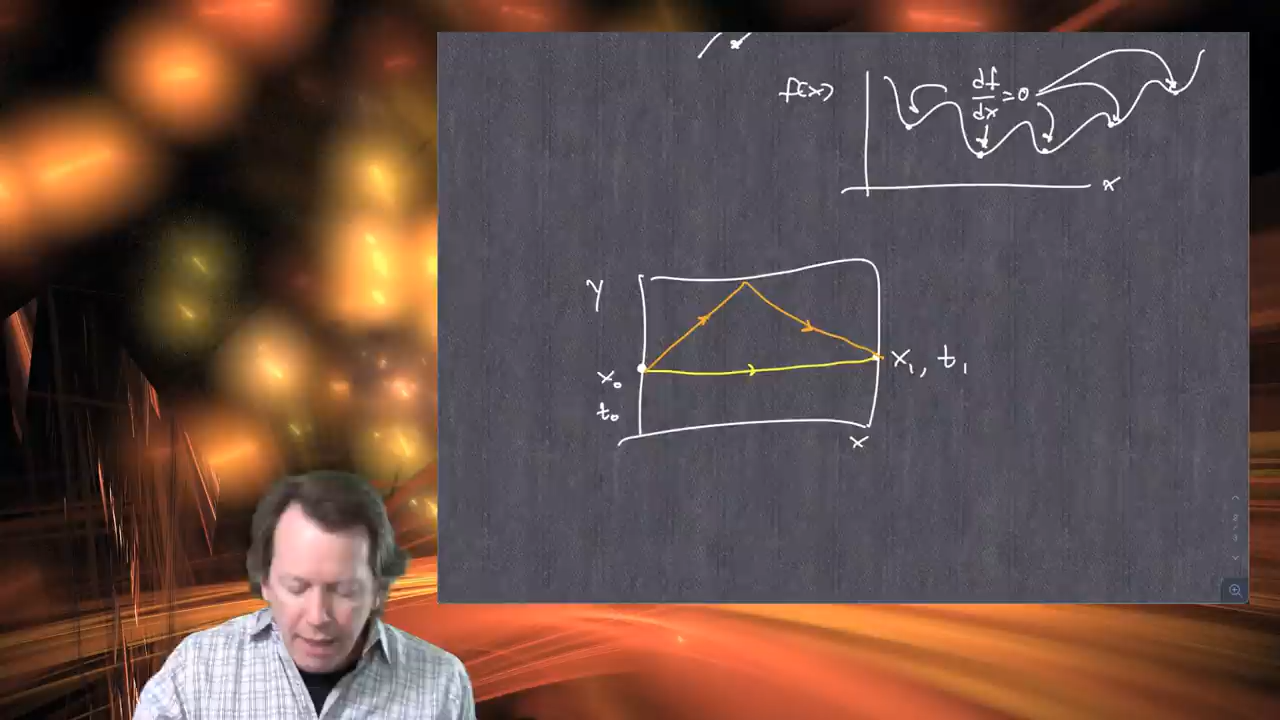 f(x)
df/dx = 0
x
y
x₀
t₀
x₁, t₁
x